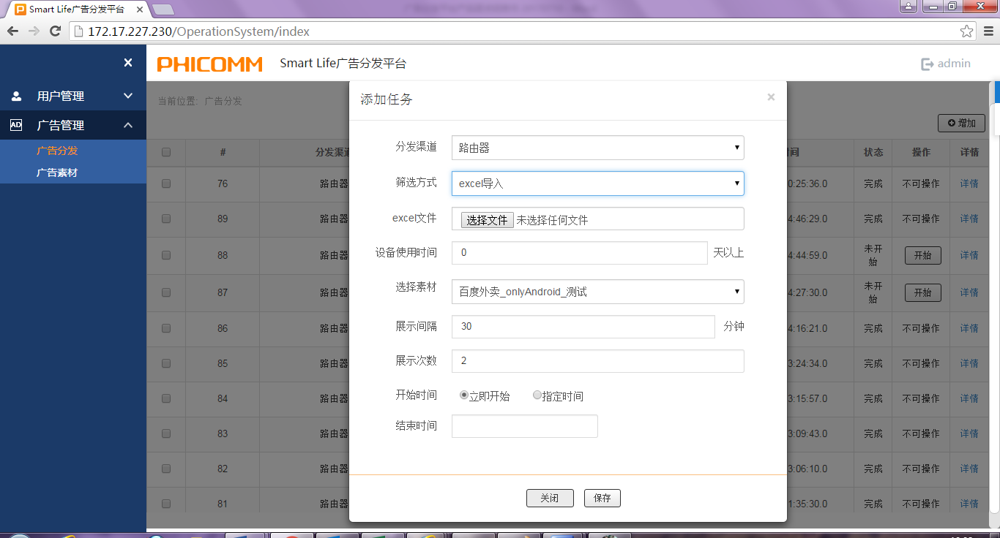 Smart Life广告分发平台
172.17.227.230/OperationSystem/index
PHICOMM Smart Life广告分发平台 admin
用户管理
广告管理
广告分发
广告素材
当前位置: 广告分发
增加
# 分发渠道 时间 状态 操作 详情
76 路由器 0:25:36.0 完成 不可操作 详情
89 路由器 4:46:29.0 完成 不可操作 详情
88 路由器 4:44:59.0 未开始 开始 详情
87 路由器 4:27:30.0 未开始 开始 详情
86 路由器 4:16:21.0 完成 不可操作 详情
85 路由器 3:24:34.0 完成 不可操作 详情
84 路由器 3:15:57.0 完成 不可操作 详情
83 路由器 3:09:43.0 完成 不可操作 详情
82 路由器 3:06:10.0 完成 不可操作 详情
81 路由器 1:35:30.0 完成 不可操作 详情
添加任务 ×
分发渠道 路由器
筛选方式 excel导入
excel文件 选择文件 未选择任何文件
设备使用时间 0 天以上
选择素材 百度外卖_onlyAndroid_测试
展示间隔 30 分钟
展示次数 2
开始时间 立即开始 指定时间
结束时间
关闭 保存